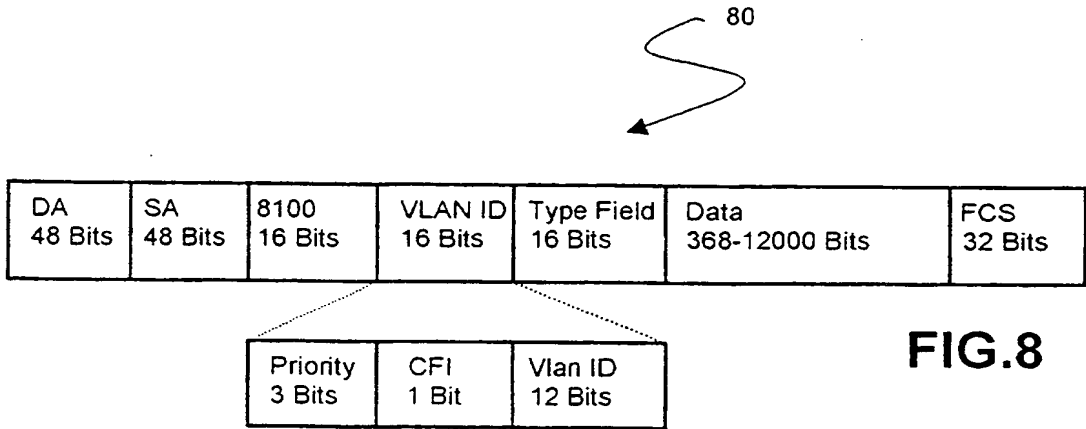 80
DA
48 Bits
SA
48 Bits
8100
16 Bits
VLAN ID
16 Bits
Type Field
16 Bits
Data
368-12000 Bits
FCS
32 Bits
Priority
3 Bits
CFI
1 Bit
Vlan ID
12 Bits
FIG.8